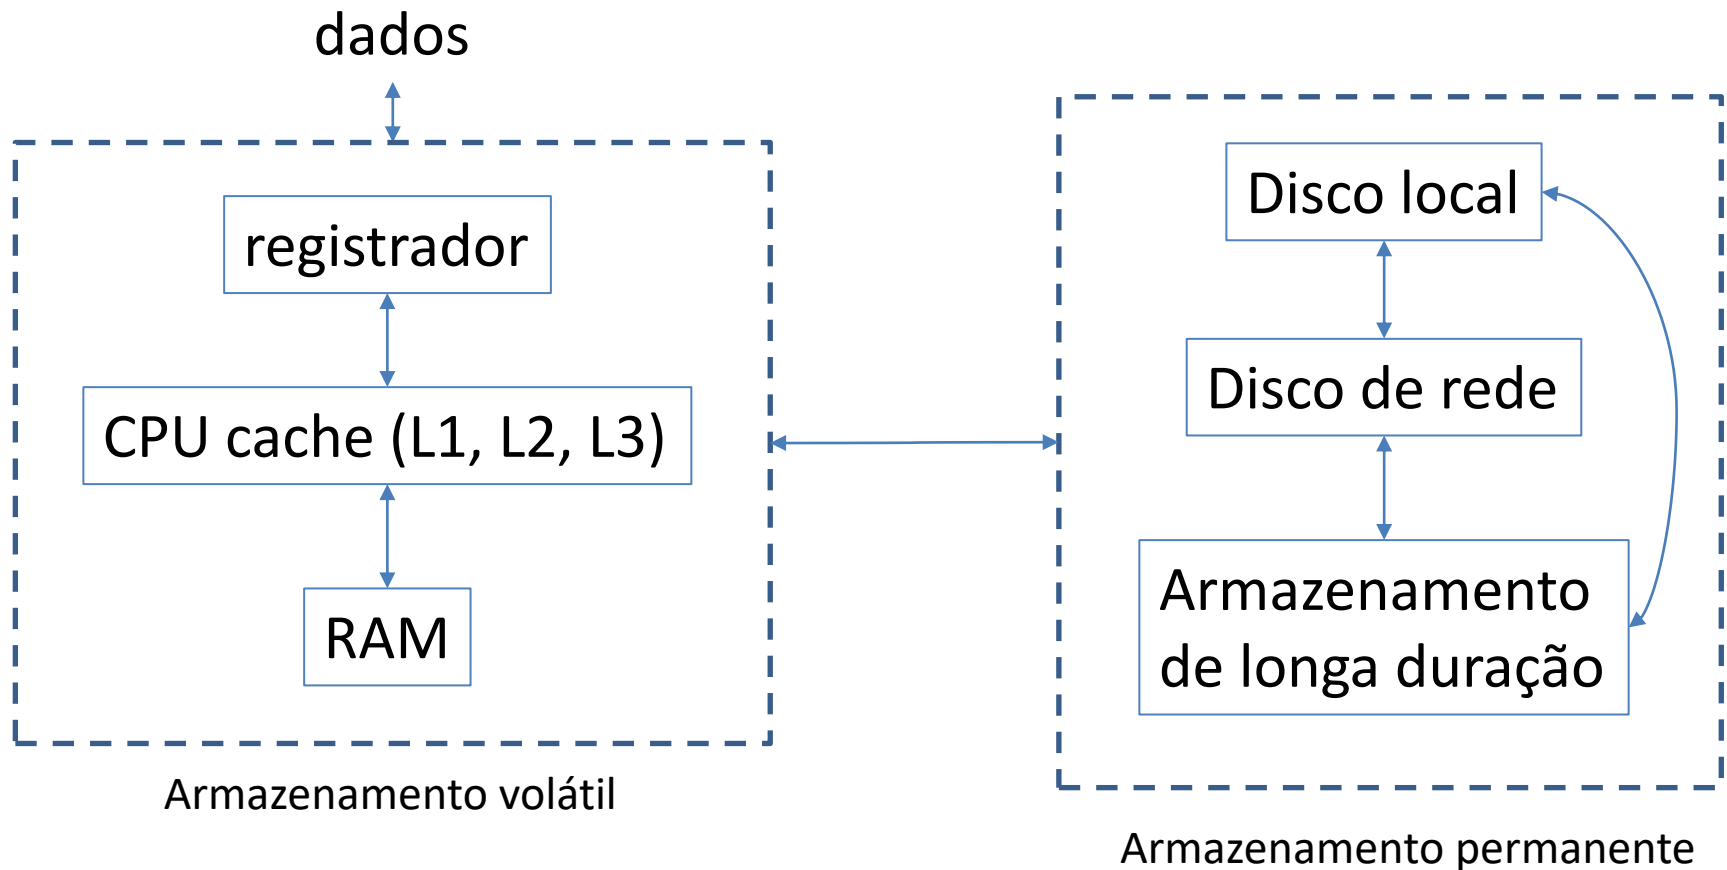 dados
registrador
CPU cache (L1, L2, L3)
RAM
Armazenamento volátil
Disco local
Disco de rede
Armazenamento
de longa duração
Armazenamento permanente